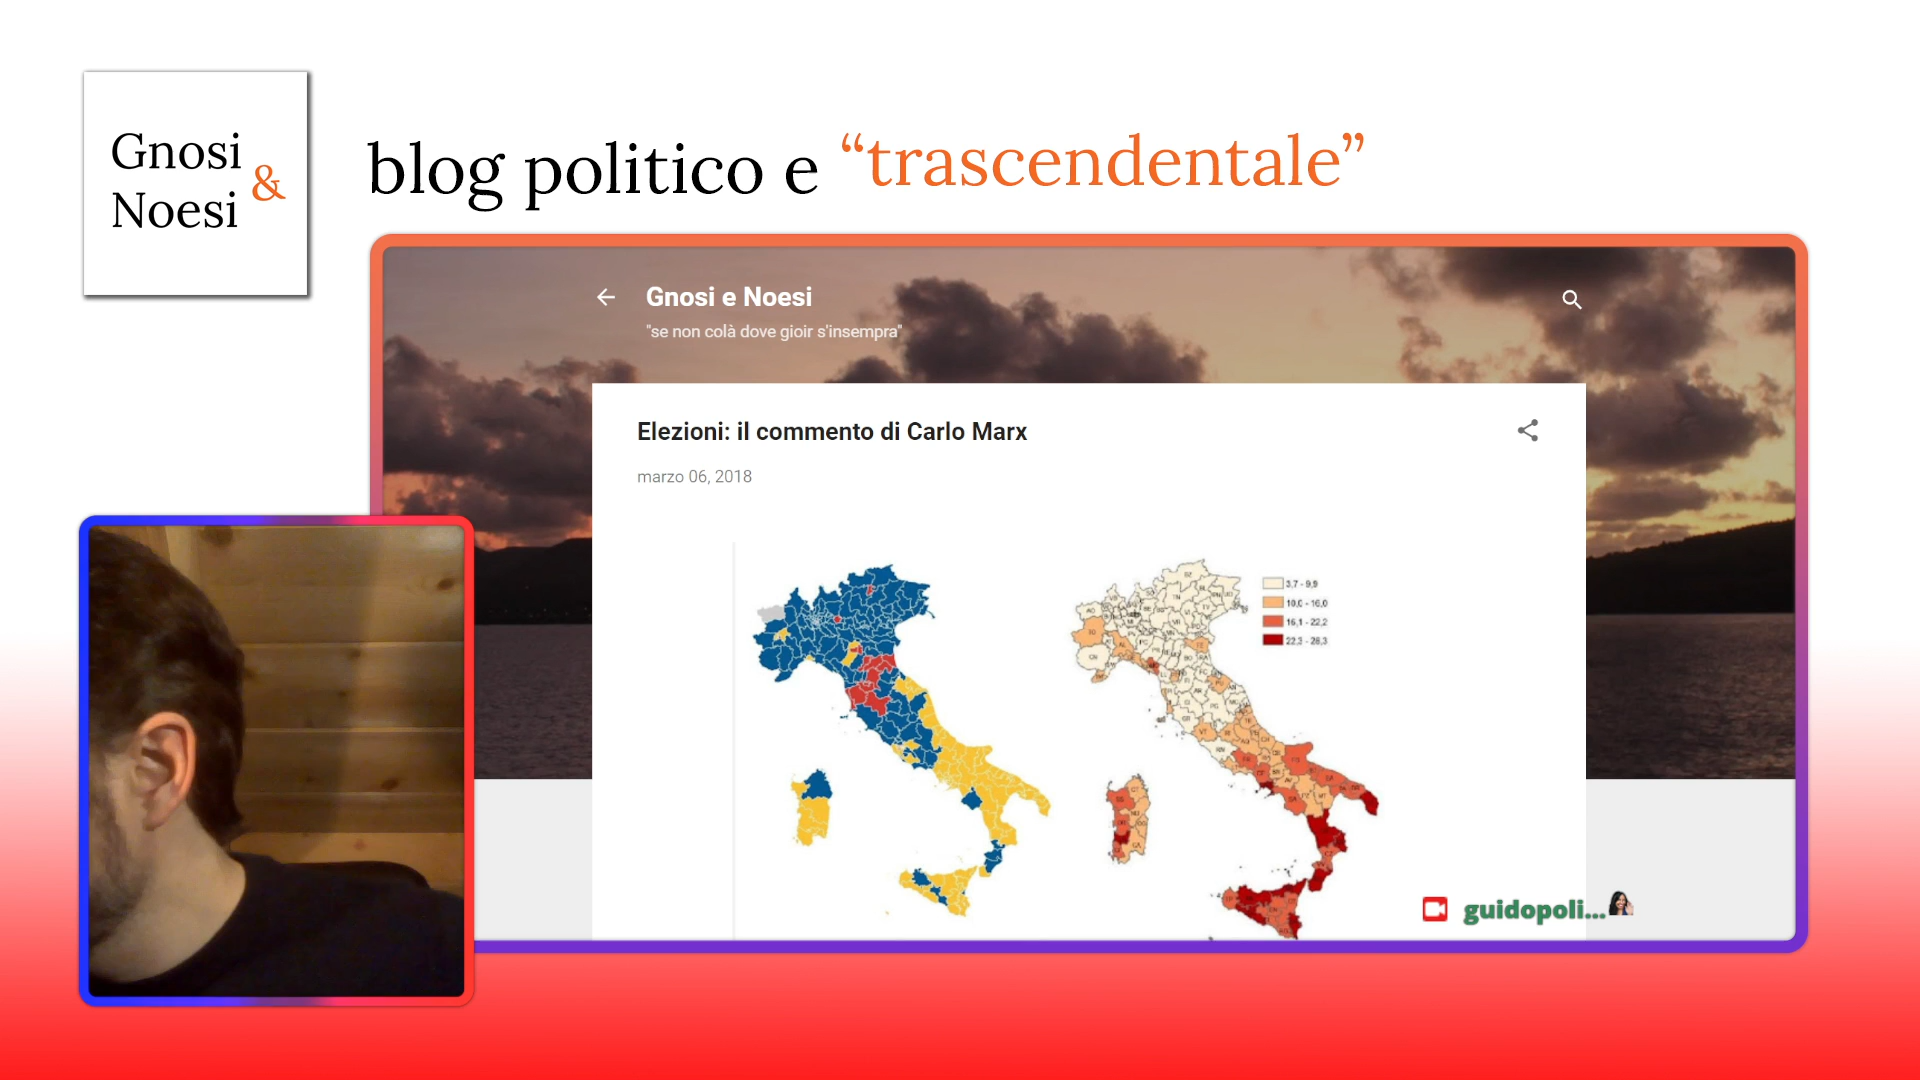 Gnosi
&
Noesi
blog politico e “trascendentale”
Gnosi e Noesi
"se non colà dove gioir s'insempra"
Elezioni: il commento di Carlo Marx
marzo 06, 2018
3,7 - 9,9
10,0 - 16,0
16,1 - 22,2
22,3 - 28,3
guidopoli...